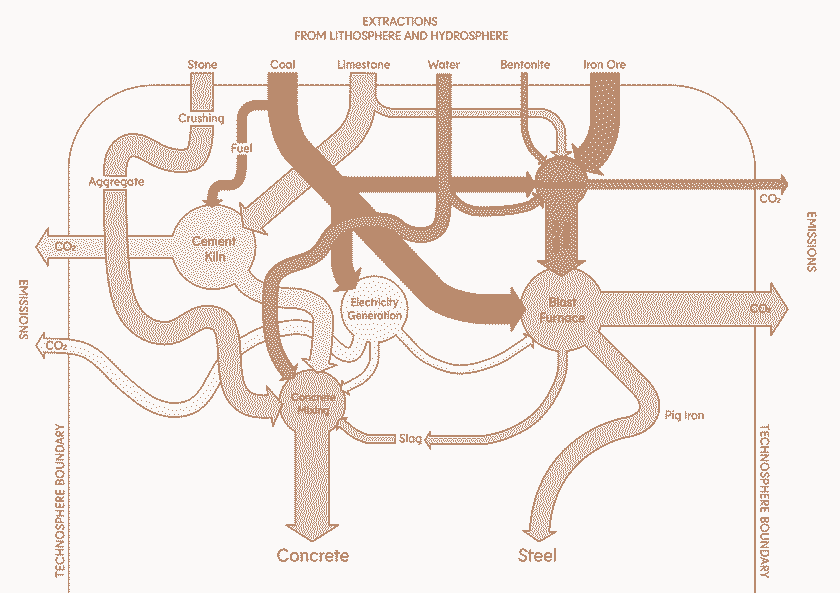 EXTRACTIONS
FROM LITHOSPHERE AND HYDROSPHERE
Stone
Coal
Limestone
Water
Bentonite
Iron Ore
Crushing
Fuel
Aggregate
CO₂
EMISSIONS
Cement
Kiln
CO₂
Electricity
Generation
Blast
Furnace
CO₂
EMISSIONS
CO₂
Concrete
Mixing
Slag
Pig Iron
TECHNOSPHERE BOUNDARY
TECHNOSPHERE BOUNDARY
Concrete
Steel